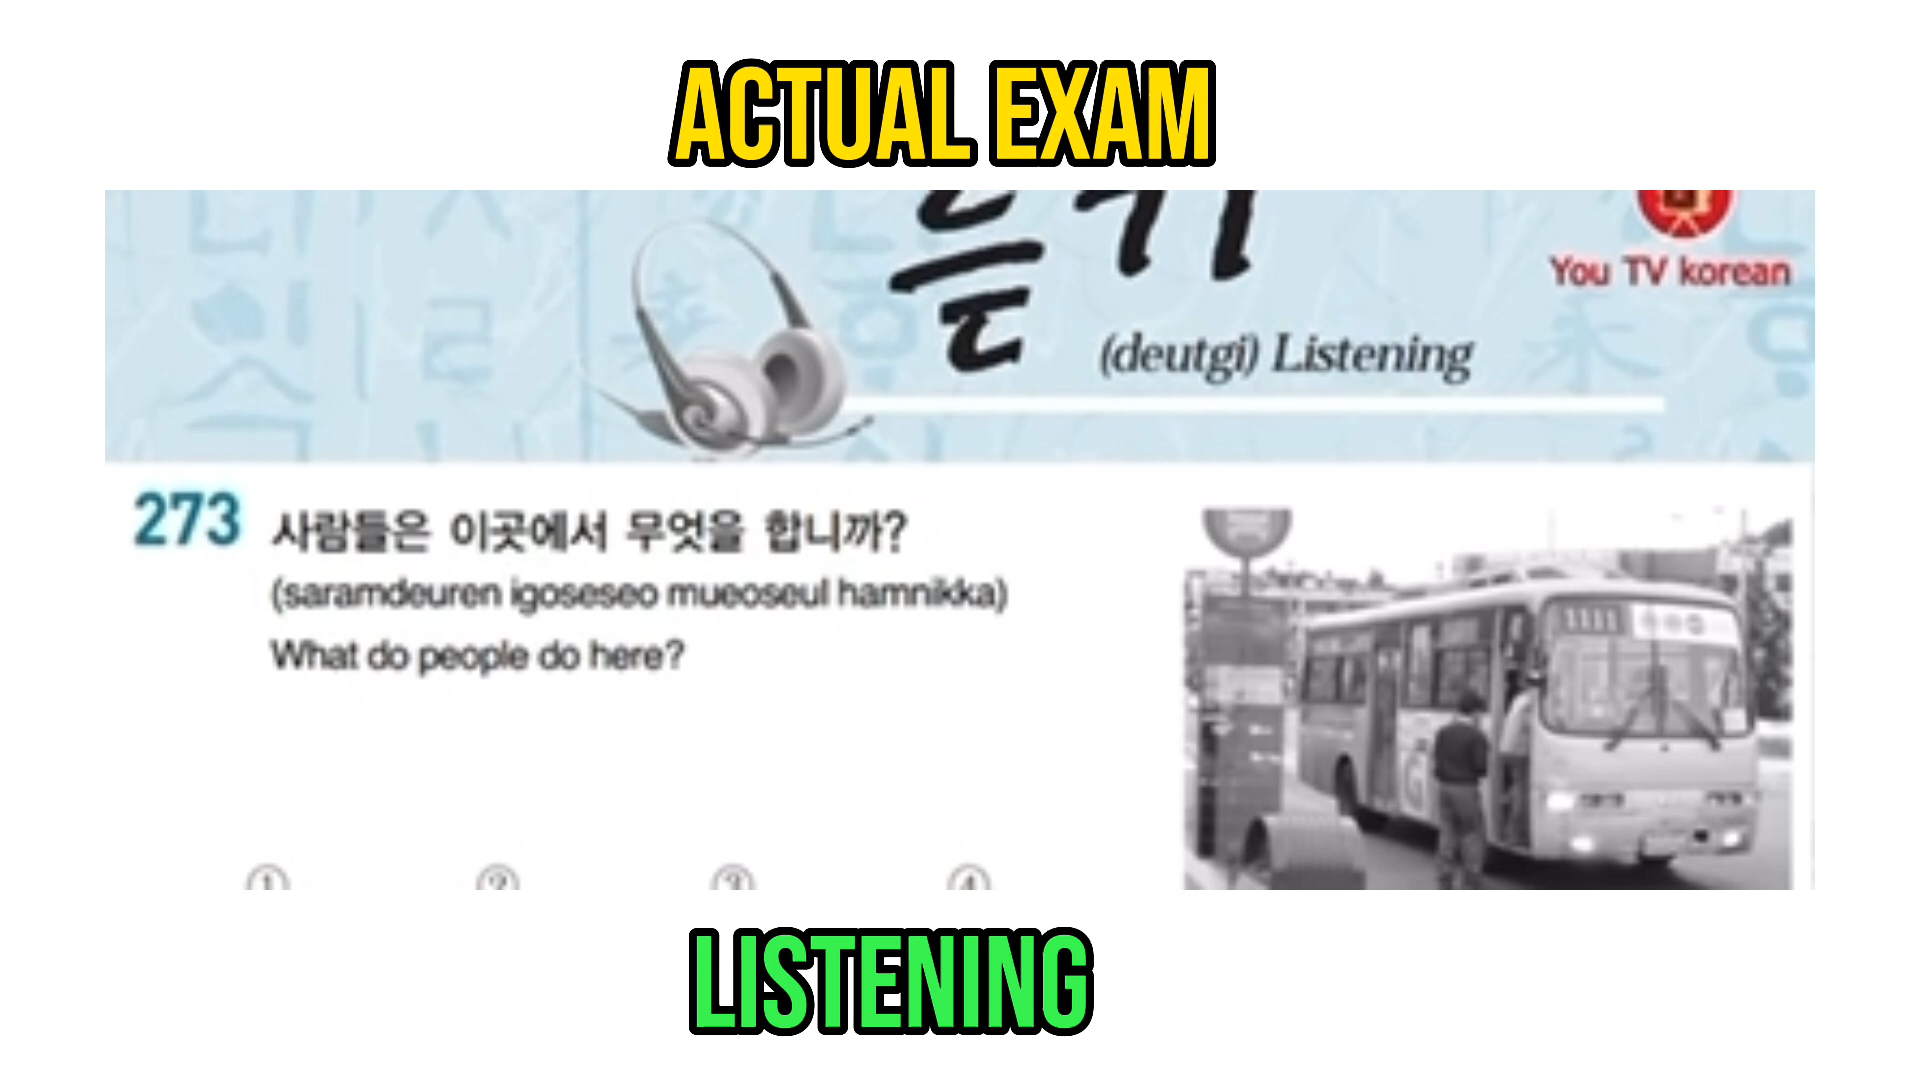 ACTUAL EXAM
듣기
You TV korean
(deutgi) Listening
273 사람들은 이곳에서 무엇을 합니까?
(saramdeuren igoseseo mueoseul hamnikka)
What do people do here?
1111
① ② ③ ④
LISTENING